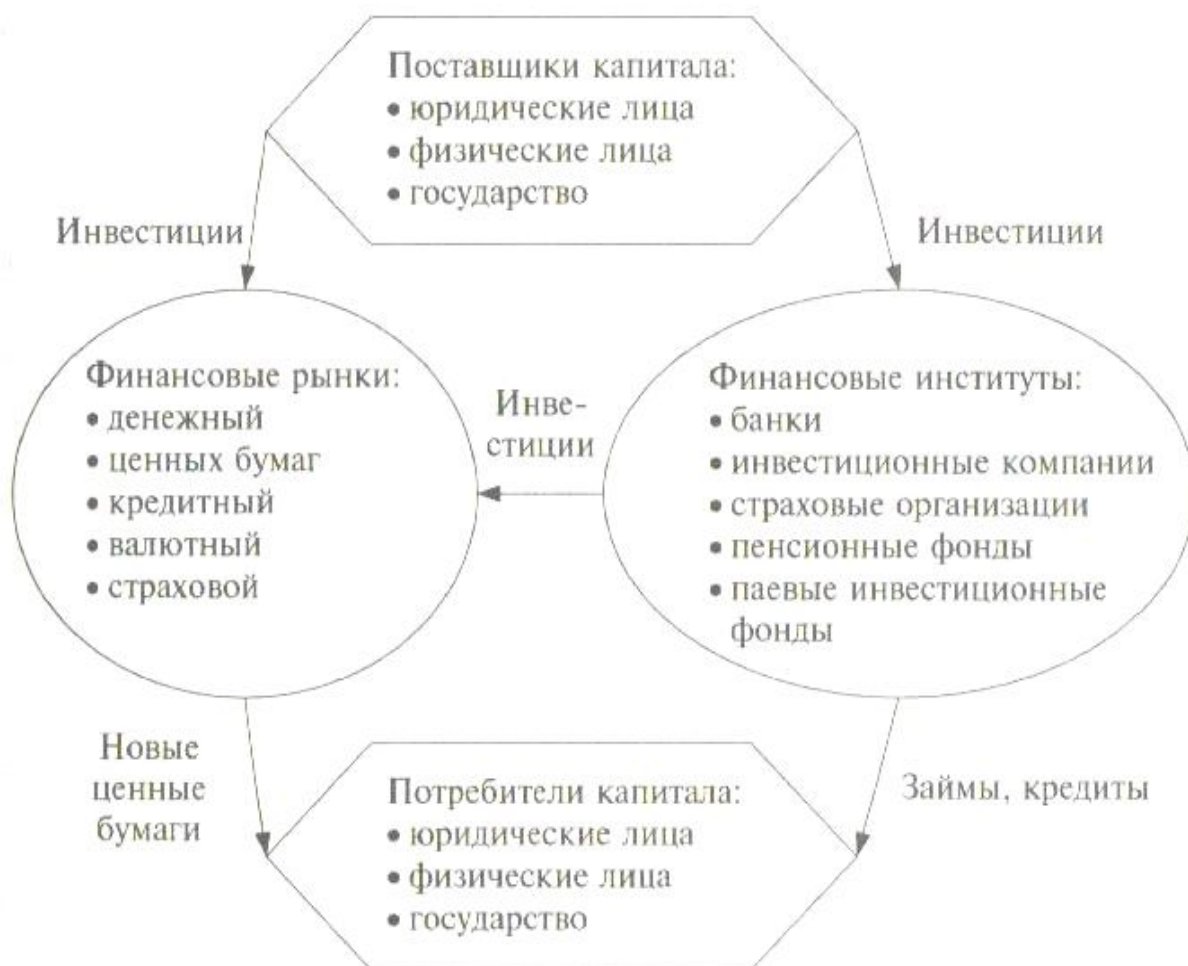 Поставщики капитала:
• юридические лица
• физические лица
• государство
Инвестиции
Инвестиции
Финансовые рынки:
• денежный
• ценных бумаг
• кредитный
• валютный
• страховой
Инве-
стиции
Финансовые институты:
• банки
• инвестиционные компании
• страховые организации
• пенсионные фонды
• паевые инвестиционные
фонды
Новые
ценные
бумаги
Потребители капитала:
• юридические лица
• физические лица
• государство
Займы, кредиты